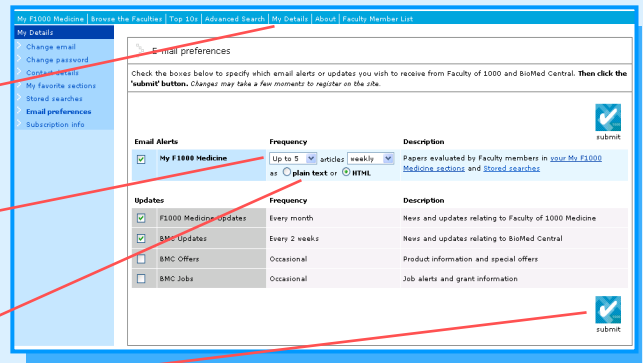 My F1000 Medicine | Browse the Faculties | Top 10s | Advanced Search | My Details | About | Faculty Member List
My Details
Change email
Change password
Contact details
My favorite sections
Stored searches
Email preferences
Subscription info
E-mail preferences
Check the boxes below to specify which email alerts or updates you wish to receive from Faculty of 1000 and BioMed Central. Then click the
'submit' button. Changes may take a few moments to register on the site.
submit
Email Alerts Frequency Description
My F1000 Medicine Up to 5 articles weekly Papers evaluated by Faculty members in your My F1000
as plain text or HTML Medicine sections and Stored searches
Updates Frequency Description
F1000 Medicine Updates Every month News and updates relating to Faculty of 1000 Medicine
BMC Updates Every 2 weeks News and updates relating to BioMed Central
BMC Offers Occasional Product information and special offers
BMC Jobs Occasional Job alerts and grant information
submit